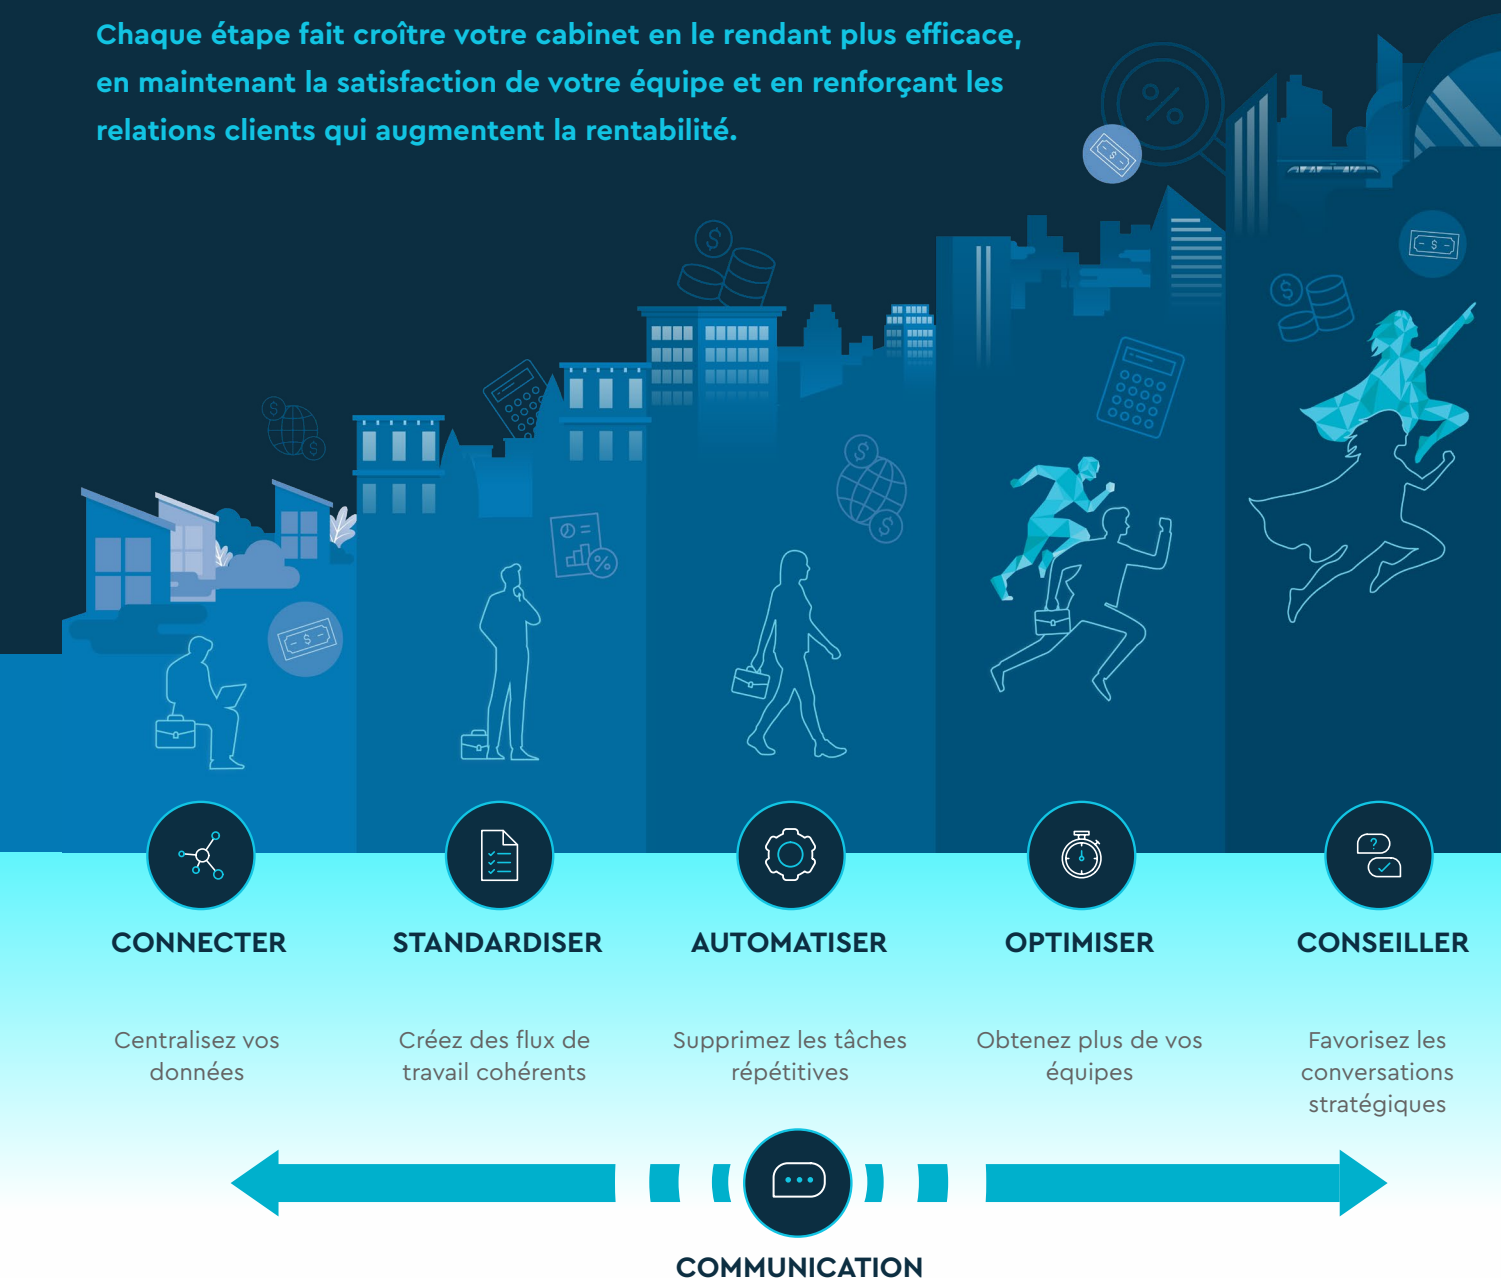 Chaque étape fait croître votre cabinet en le rendant plus efficace,
en maintenant la satisfaction de votre équipe et en renforçant les
relations clients qui augmentent la rentabilité.
CONNECTER
Centralisez vos
données
STANDARDISER
Créez des flux de
travail cohérents
AUTOMATISER
Supprimez les tâches
répétitives
OPTIMISER
Obtenez plus de vos
équipes
CONSEILLER
Favorisez les
conversations
stratégiques
COMMUNICATION